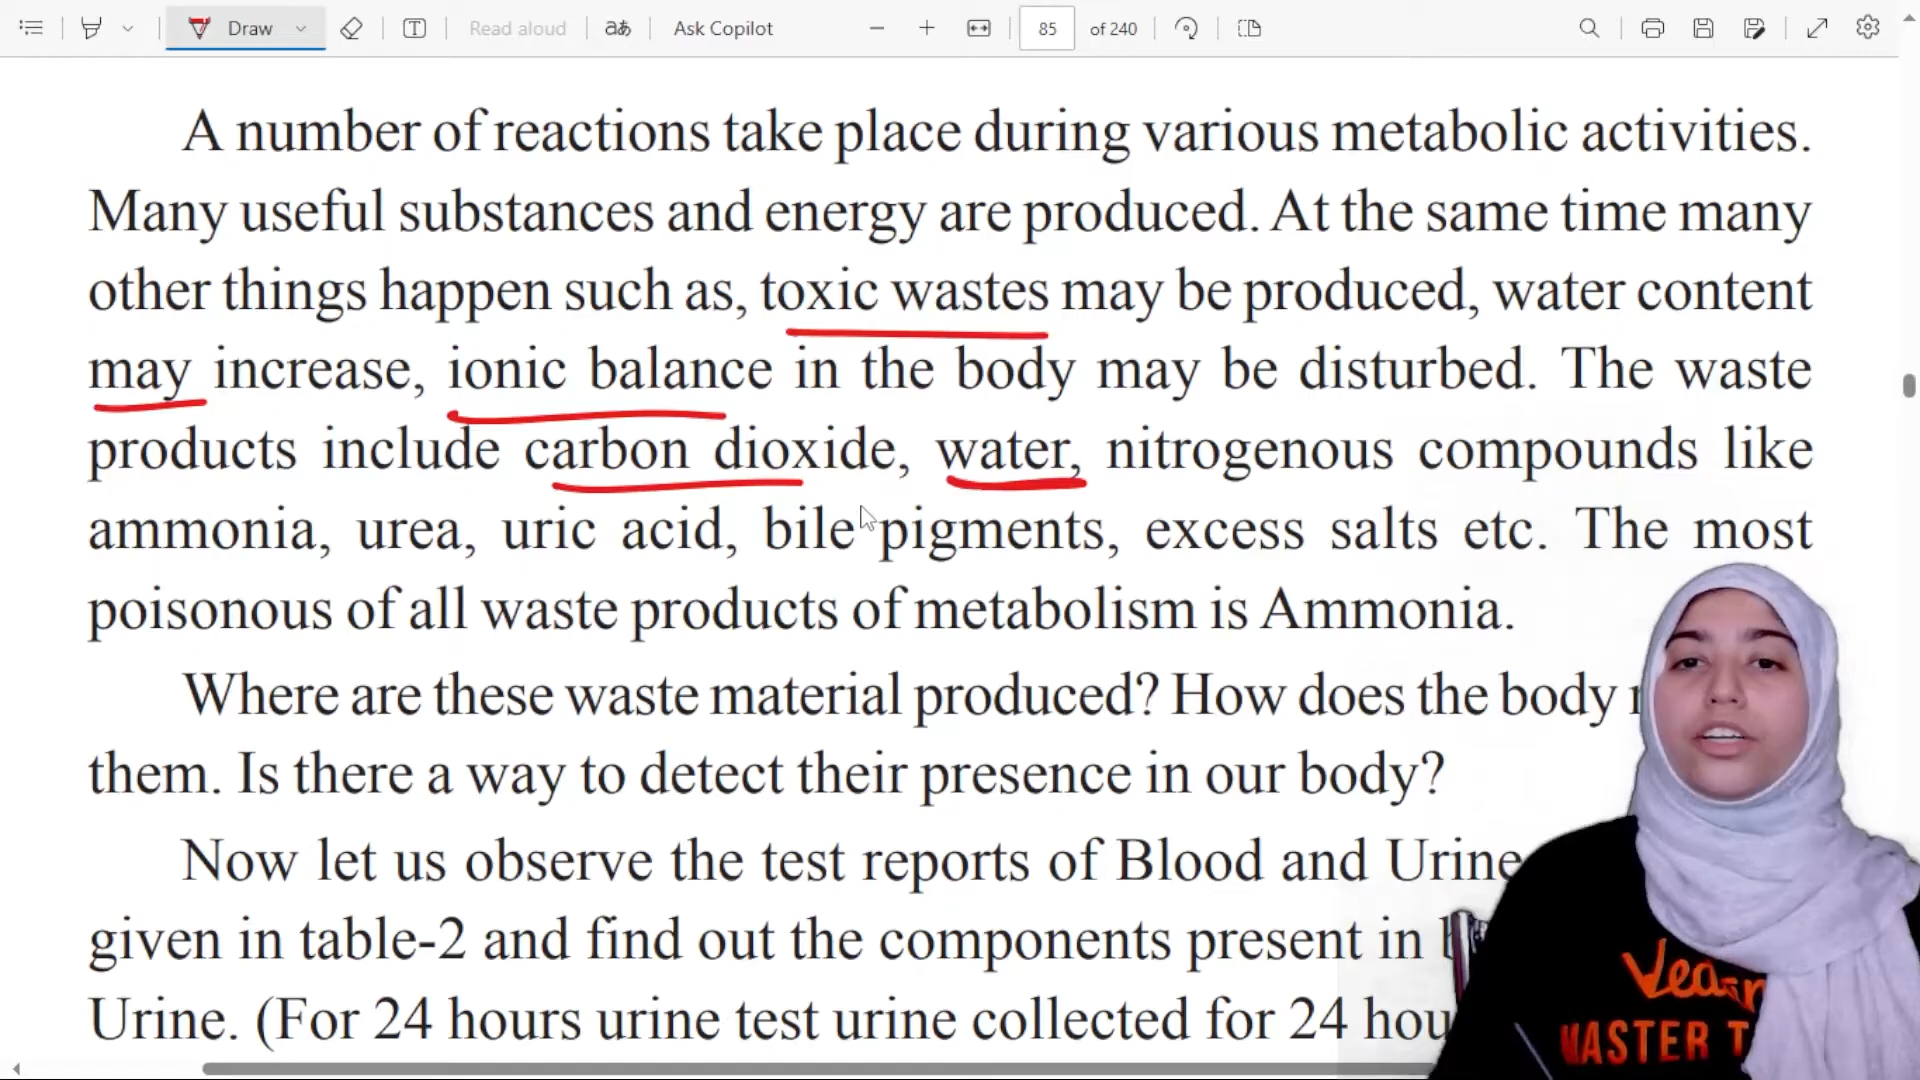 Draw
Read aloud
aあ
Ask Copilot
85
of 240
A number of reactions take place during various metabolic activities.
Many useful substances and energy are produced. At the same time many
other things happen such as, toxic wastes may be produced, water content
may increase, ionic balance in the body may be disturbed. The waste
products include carbon dioxide, water, nitrogenous compounds like
ammonia, urea, uric acid, bile pigments, excess salts etc. The most
poisonous of all waste products of metabolism is Ammonia.
Where are these waste material produced? How does the body
them. Is there a way to detect their presence in our body?
Now let us observe the test reports of Blood and Urine
given in table-2 and find out the components present in
Urine. (For 24 hours urine test urine collected for 24
MASTER T